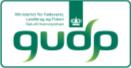 Ministeriet for Fødevarer,
Landbrug og Fiskeri
gudp